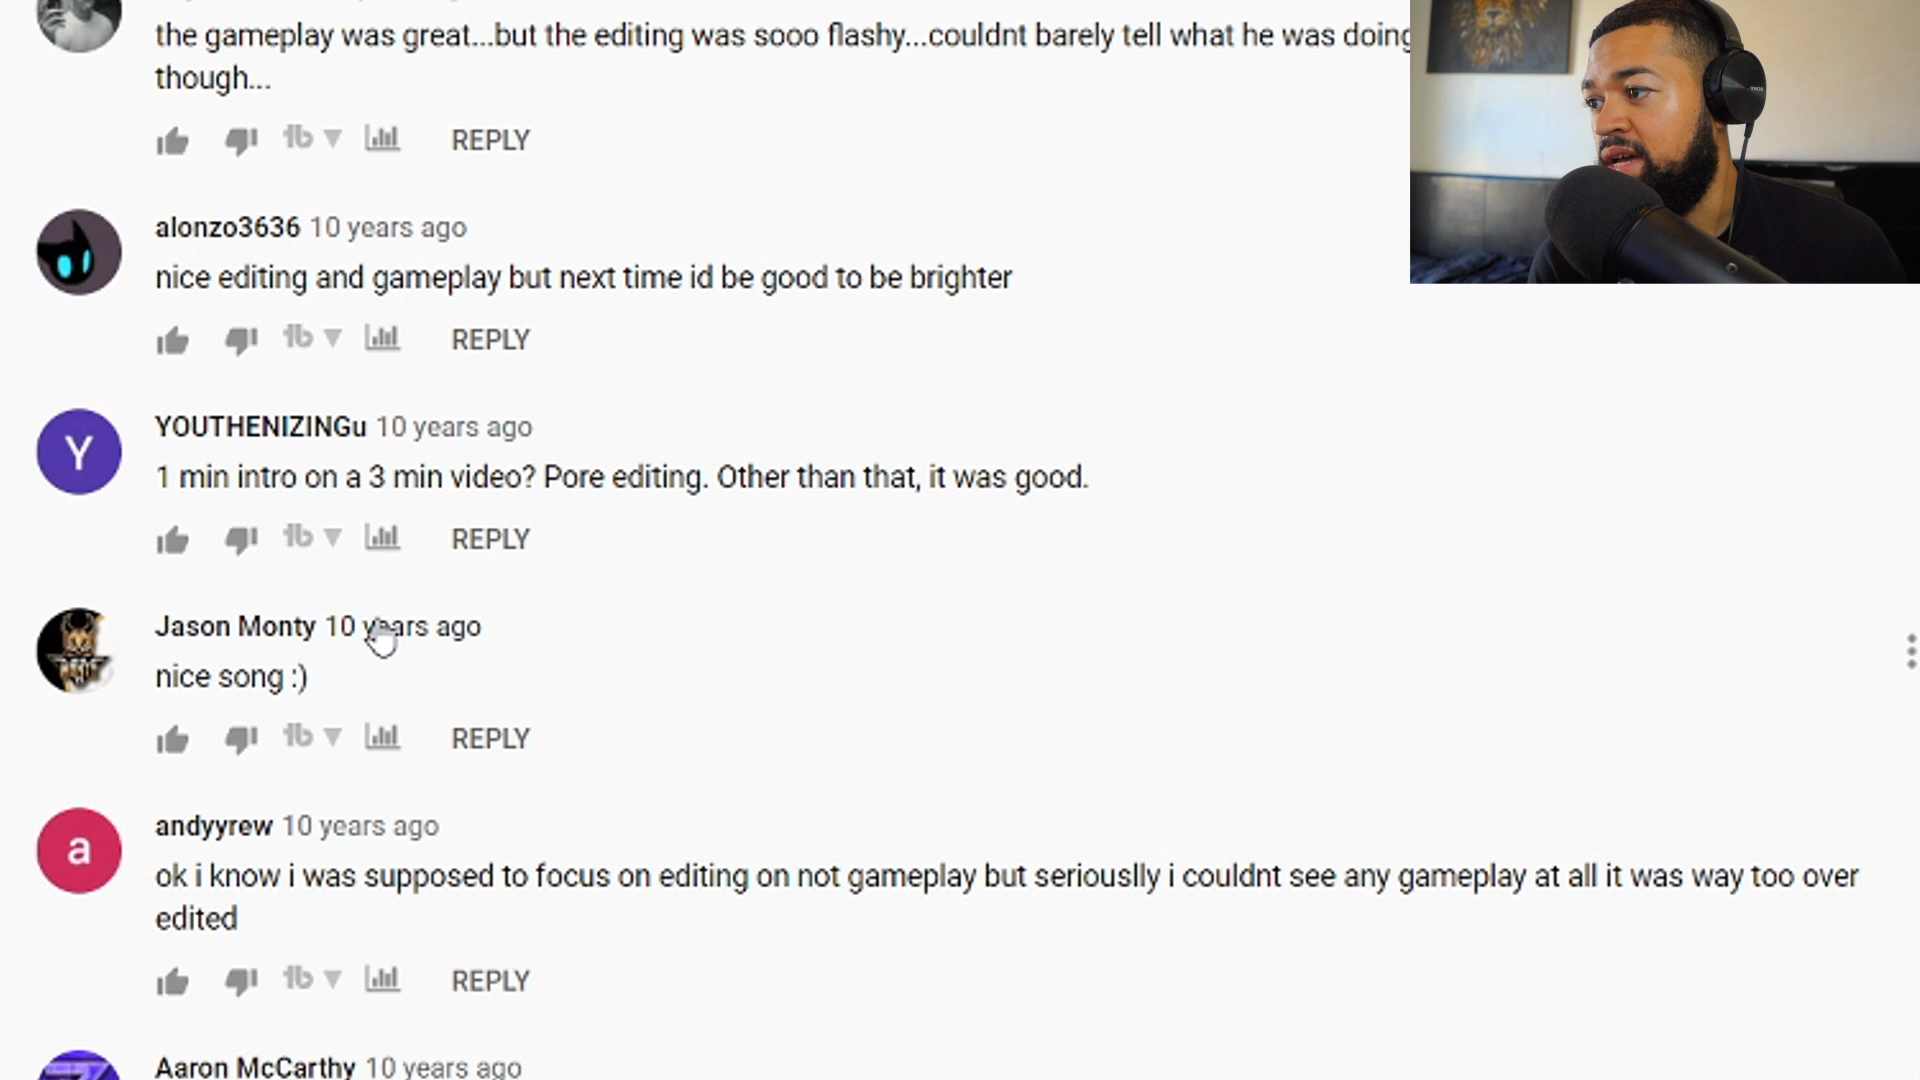 the gameplay was great...but the editing was sooo flashy...couldnt barely tell what he was doing
though...
REPLY
alonzo3636 10 years ago
nice editing and gameplay but next time id be good to be brighter
REPLY
Y
YOUTHENIZINGu 10 years ago
1 min intro on a 3 min video? Pore editing. Other than that, it was good.
REPLY
Jason Monty 10 years ago
nice song :)
REPLY
a
andyyrew 10 years ago
ok i know i was supposed to focus on editing on not gameplay but seriouslly i couldnt see any gameplay at all it was way too over
edited
REPLY
Aaron McCarthy 10 years ago